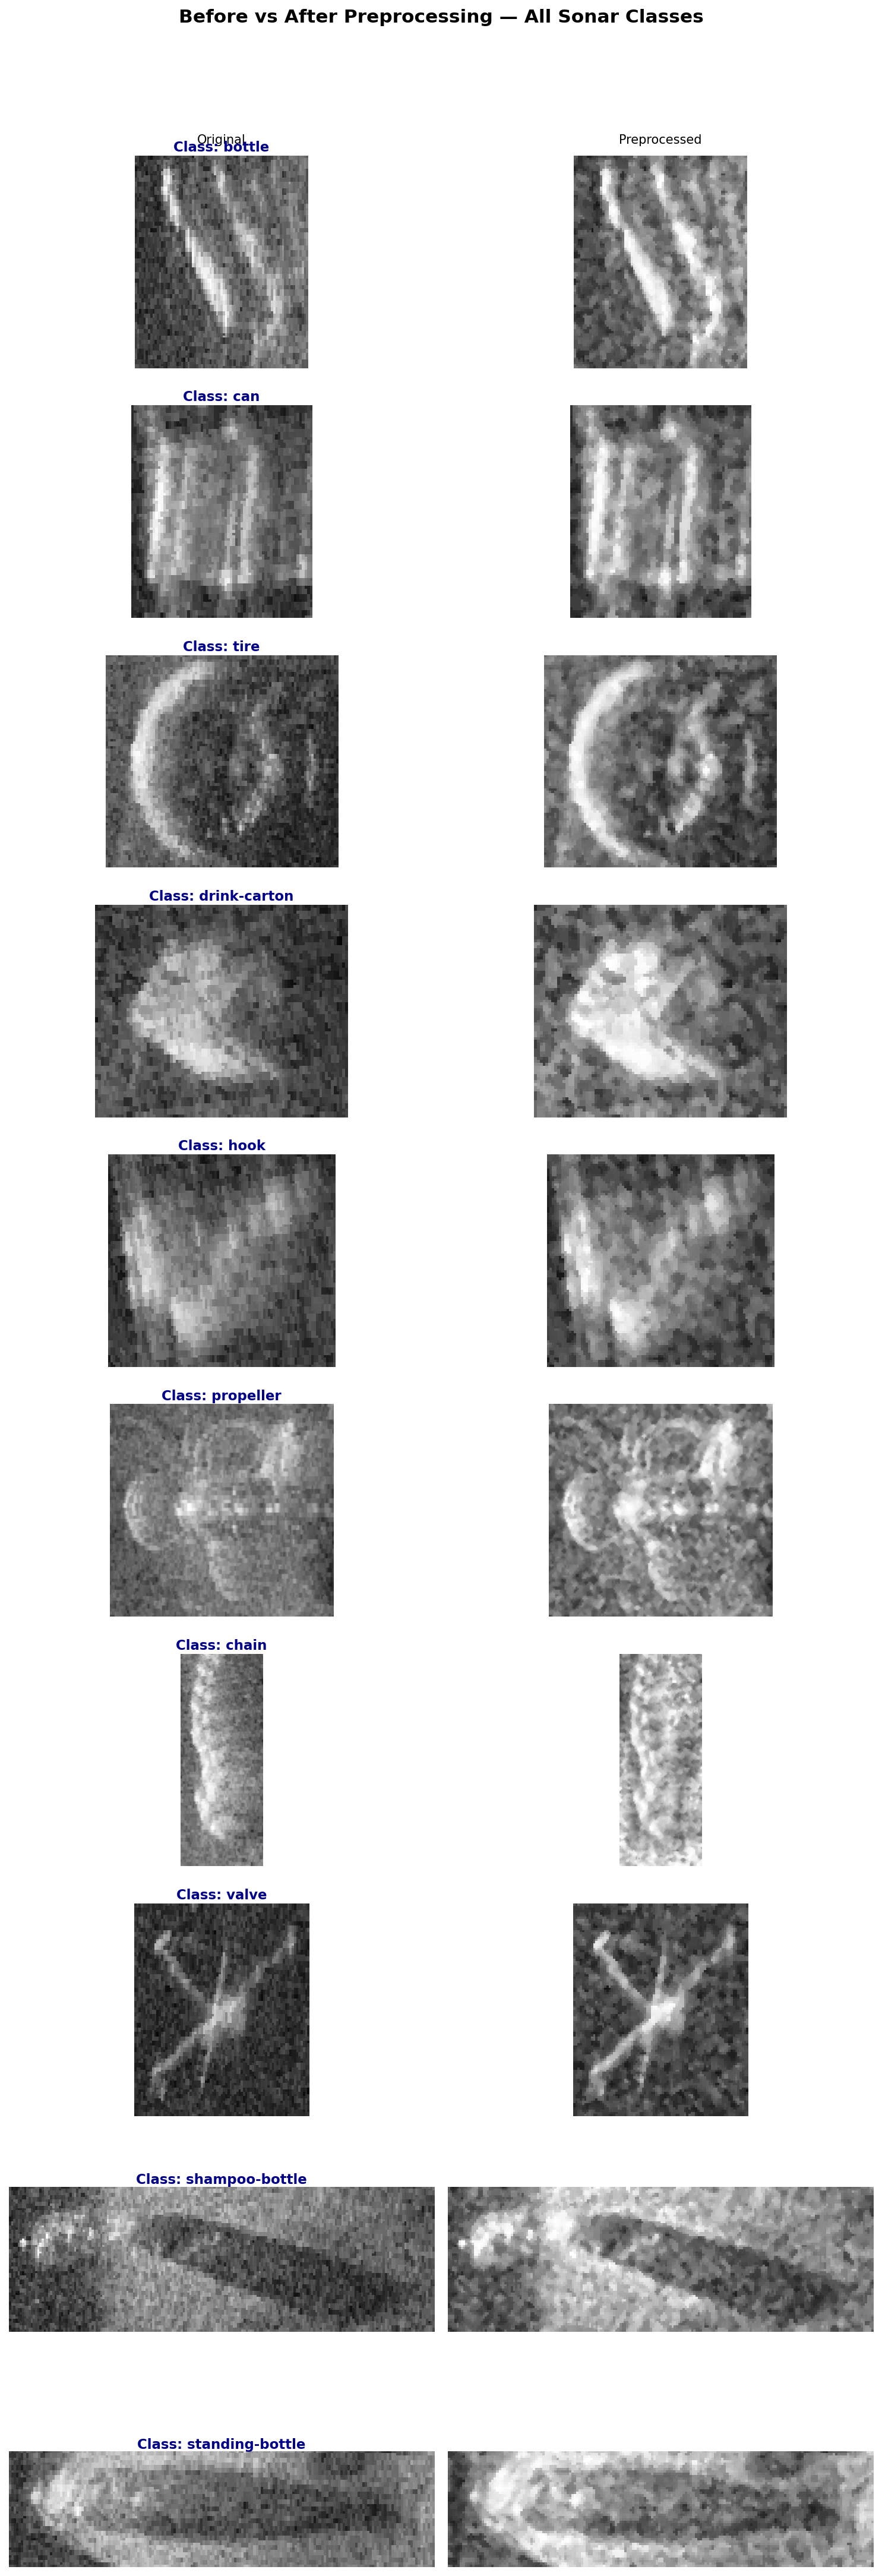 Before vs After Preprocessing — All Sonar Classes
Original
Preprocessed
Class: bottle
Class: can
Class: tire
Class: drink-carton
Class: hook
Class: propeller
Class: chain
Class: valve
Class: shampoo-bottle
Class: standing-bottle